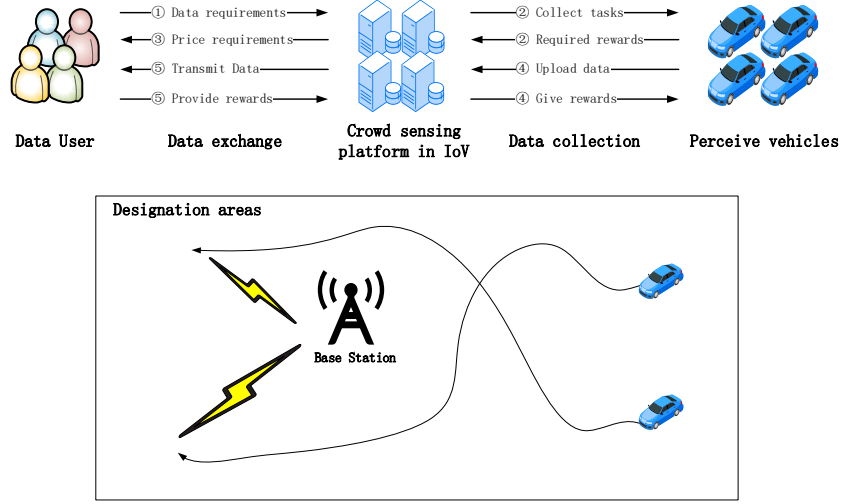 ① Data requirements
③ Price requirements
⑤ Transmit Data
⑤ Provide rewards
② Collect tasks
② Required rewards
④ Upload data
④ Give rewards
Data User
Data exchange
Crowd sensing
platform in IoV
Data collection
Perceive vehicles
Designation areas
Base Station